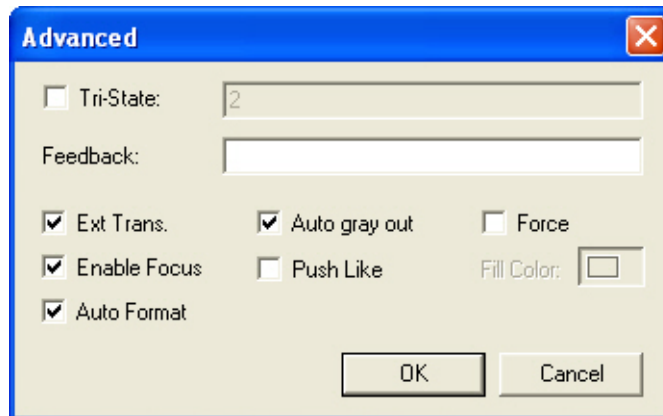 Advanced
Tri-State: 2
Feedback:
Ext Trans. Auto gray out Force
Enable Focus Push Like Fill Color:
Auto Format
OK Cancel